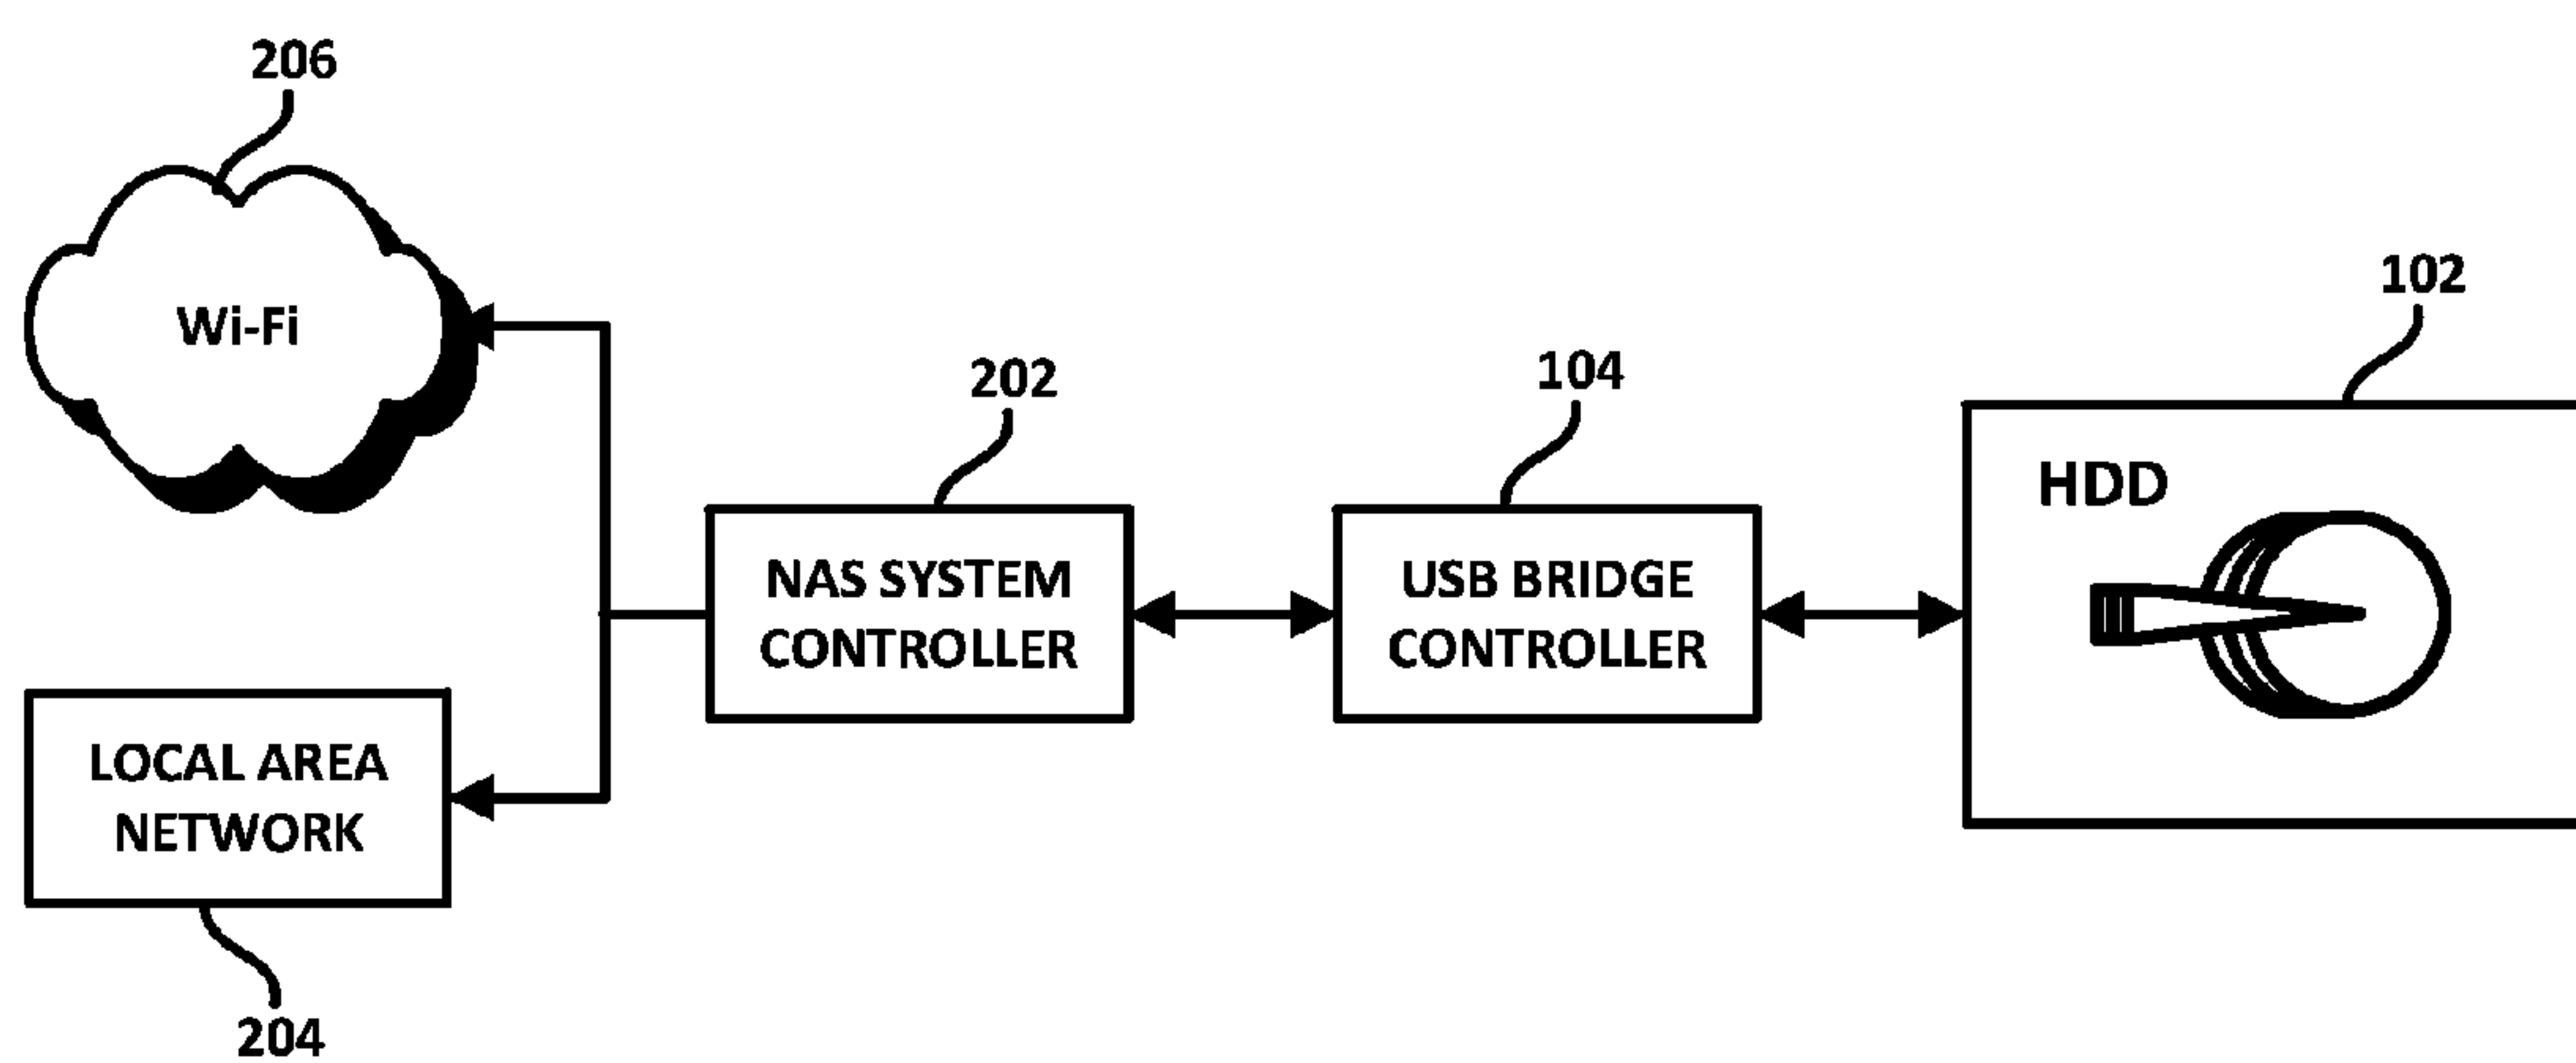 206
Wi-Fi
202
104
102
HDD
NAS SYSTEM
CONTROLLER
USB BRIDGE
CONTROLLER
LOCAL AREA
NETWORK
204